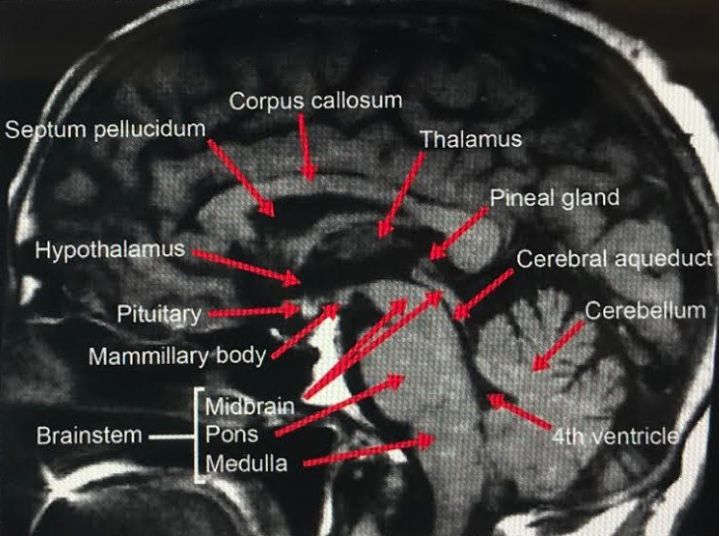 Corpus callosum
Septum pellucidum
Thalamus
Pineal gland
Hypothalamus
Cerebral aqueduct
Pituitary
Cerebellum
Mammillary body
Midbrain
Brainstem
Pons
4th ventricle
Medulla